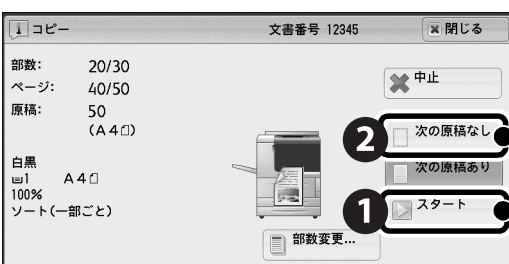 コピー 文書番号 12345 閉じる
部数: 20/30
ページ: 40/50
原稿: 50
(A4)
中止
2 次の原稿なし
次の原稿あり
白黒
1 A4
100%
ソート(一部ごと)
1 スタート
部数変更...